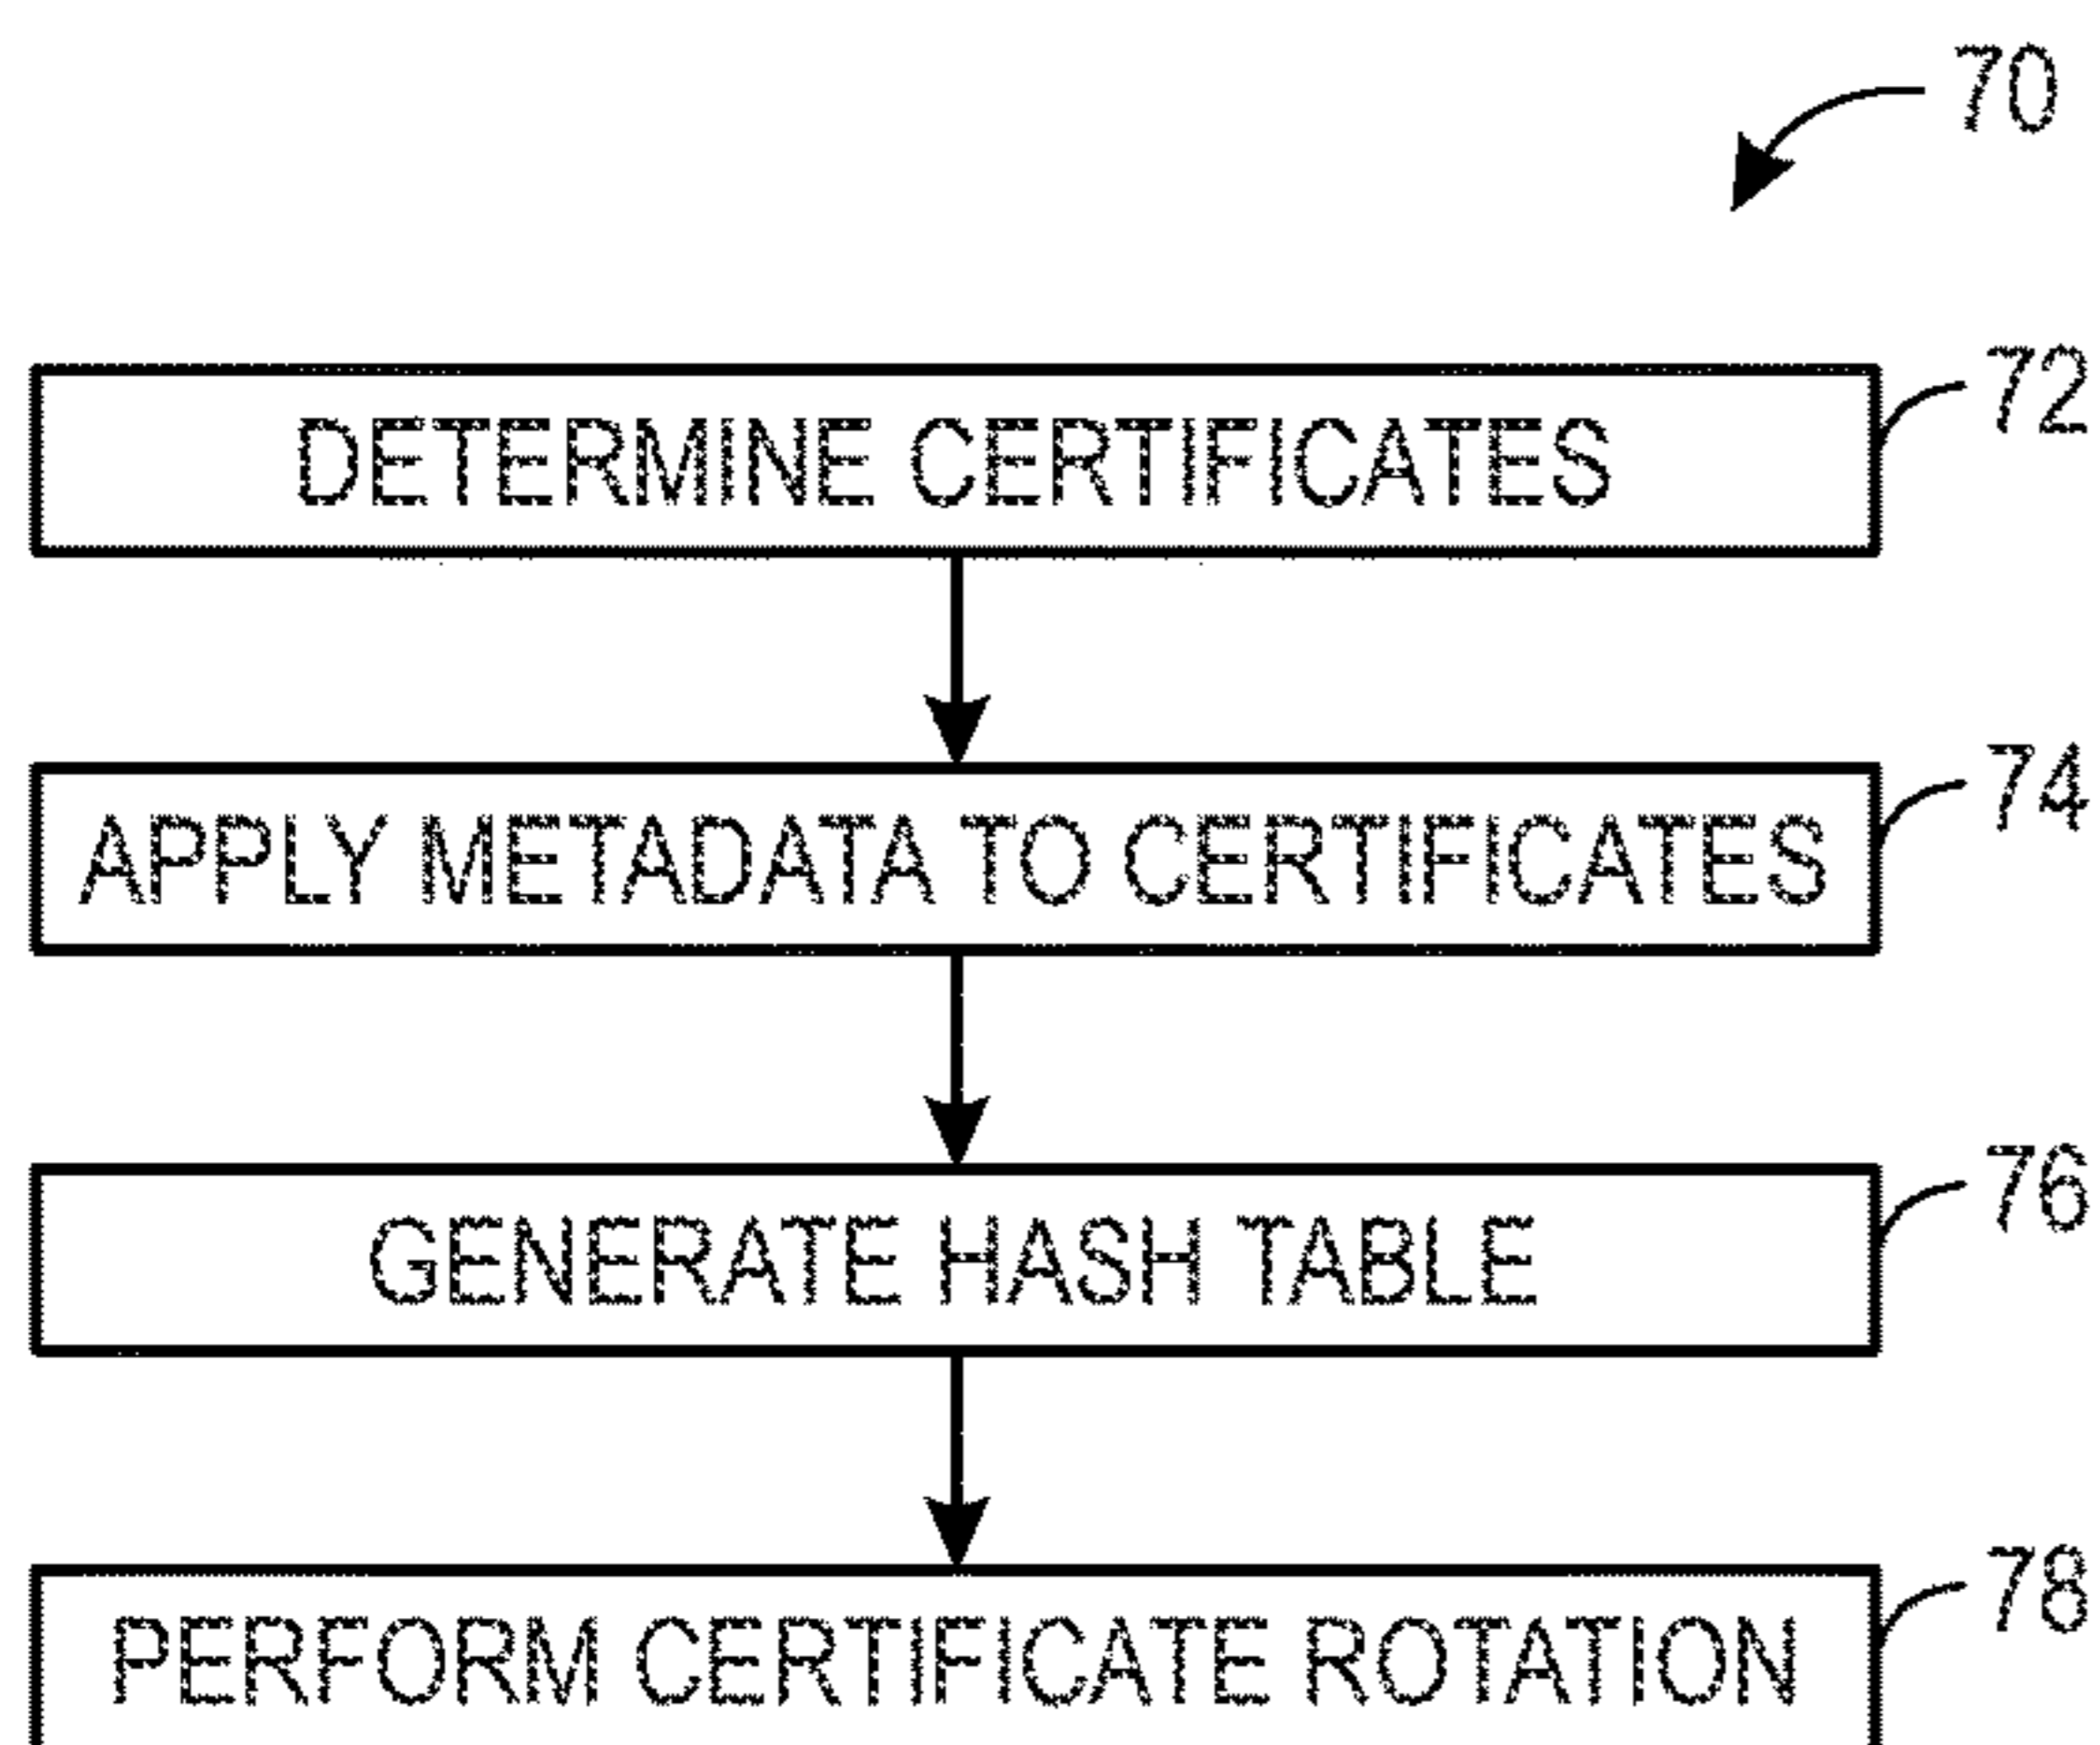 70
72
DETERMINE CERTIFICATES
74
APPLY METADATA TO CERTIFICATES
76
GENERATE HASH TABLE
78
PERFORM CERTIFICATE ROTATION